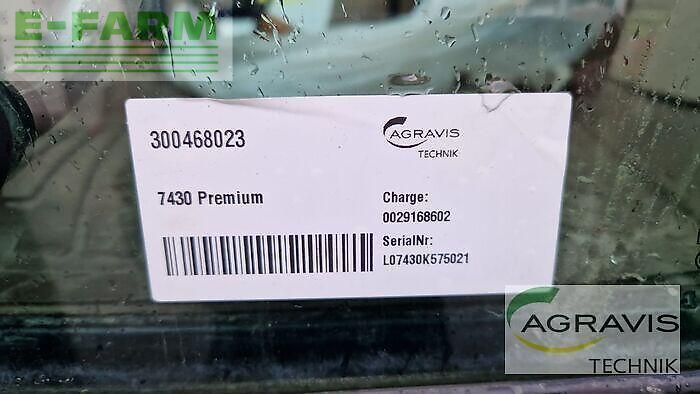 E-FARM
300468023
AGRAVIS
TECHNIK
7430 Premium
Charge:
0029168602
SerialNr:
L07430K575021
AGRAVIS
TECHNIK